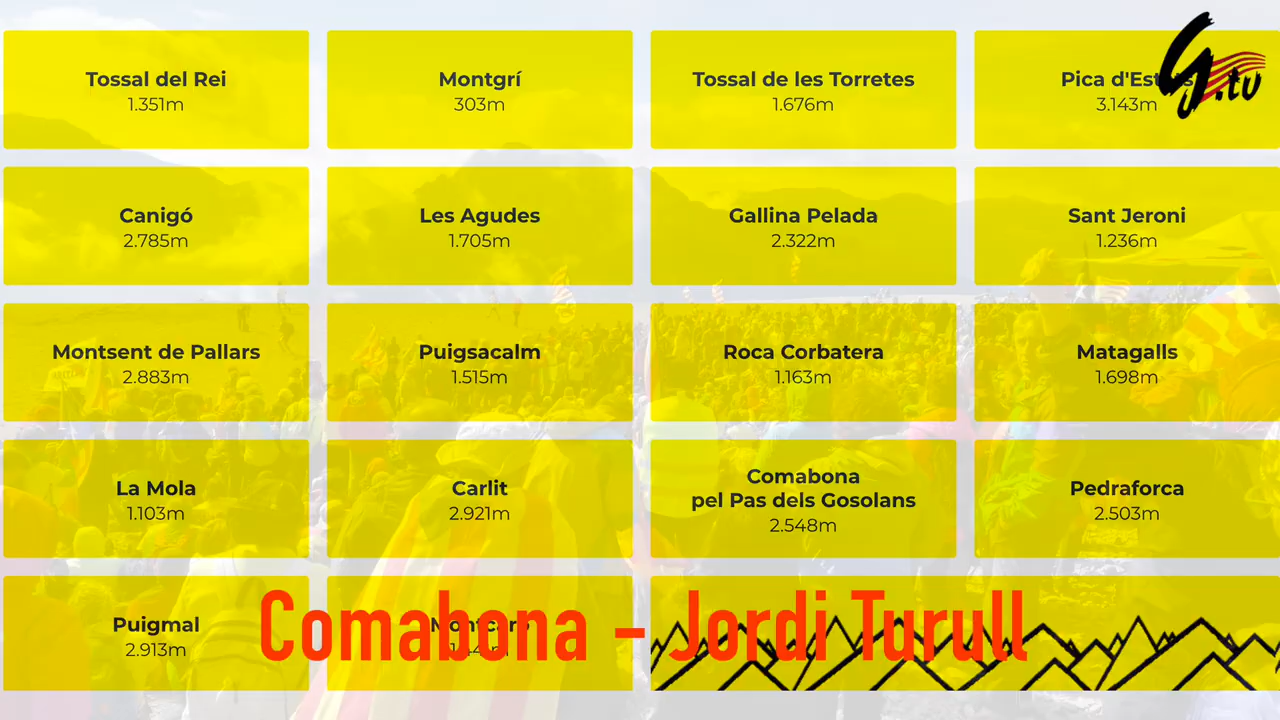 Tossal del Rei
1.351m
Montgrí
303m
Tossal de les Torretes
1.676m
Pica d'Estats
3.143m
G.tv
Canigó
2.785m
Les Agudes
1.705m
Gallina Pelada
2.322m
Sant Jeroni
1.236m
Montsent de Pallars
2.883m
Puigsacalm
1.515m
Roca Corbatera
1.163m
Matagalls
1.698m
La Mola
1.103m
Carlit
2.921m
Comabona
pel Pas dels Gosolans
2.548m
Pedraforca
2.503m
Puigmal
2.913m
Montcaro
Comabona - Jordi Turull